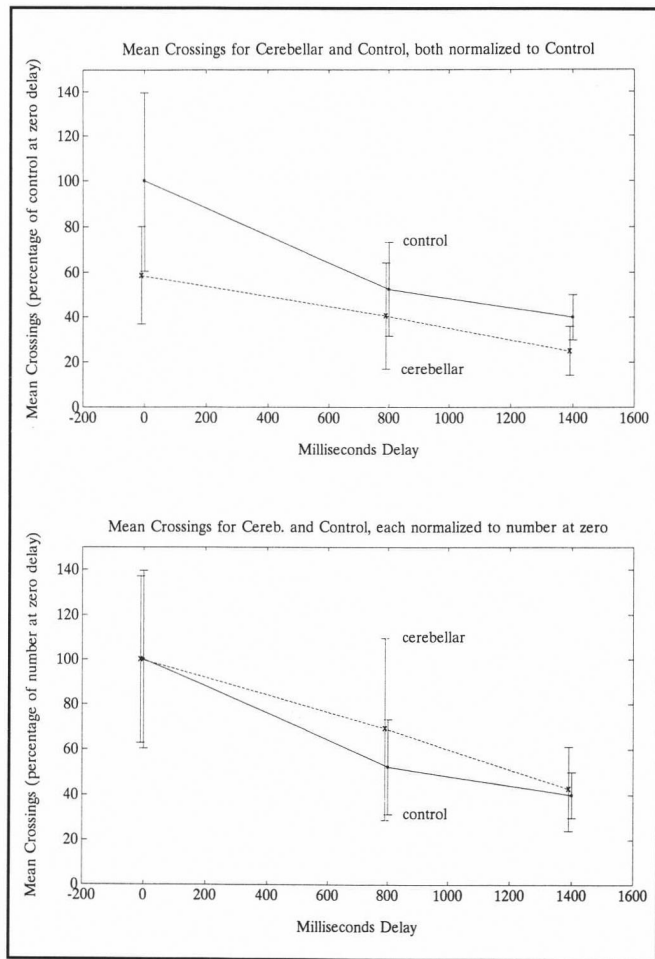 Mean Crossings for Cerebellar and Control, both normalized to Control
Mean Crossings (percentage of control at zero delay)
140
120
100
80
60
40
20
0
control
cerebellar
-200 0 200 400 600 800 1000 1200 1400 1600
Milliseconds Delay
Mean Crossings for Cereb. and Control, each normalized to number at zero
Mean Crossings (percentage of number at zero delay)
140
120
100
80
60
40
20
0
cerebellar
control
-200 0 200 400 600 800 1000 1200 1400 1600
Milliseconds Delay